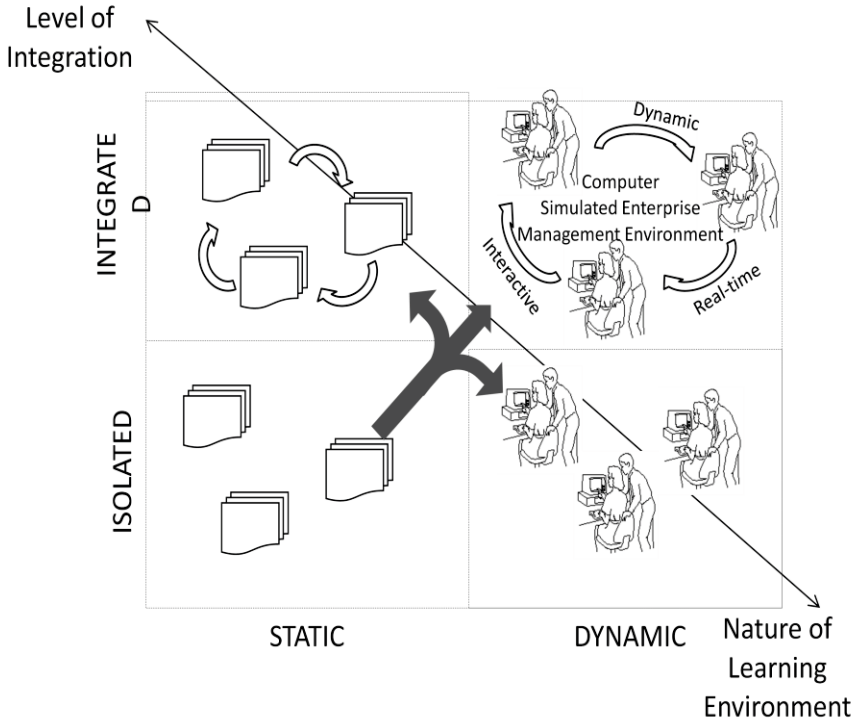 Level of
Integration
INTEGRATE
D
Dynamic
Computer
Simulated Enterprise
Management Environment
Interactive
Real-time
ISOLATED
STATIC
DYNAMIC
Nature of
Learning
Environment